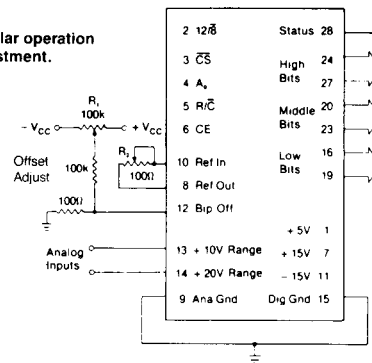 lar operation
stment.
R₁
100k
− V_CC
+ V_CC
Offset
Adjust
100k
R₂
100Ω
100Ω
Analog
Inputs
2 12/8̅
3 C̅S̅
4 A₀
5 R/C̅
6 CE
10 Ref In
8 Ref Out
12 Bip Off
13 + 10V Range
14 + 20V Range
9 Ana Gnd
Status 28
High
Bits
24
27
Middle
Bits
20
23
Low
Bits
16
19
+ 5V 1
+ 15V 7
− 15V 11
Dig Gnd 15